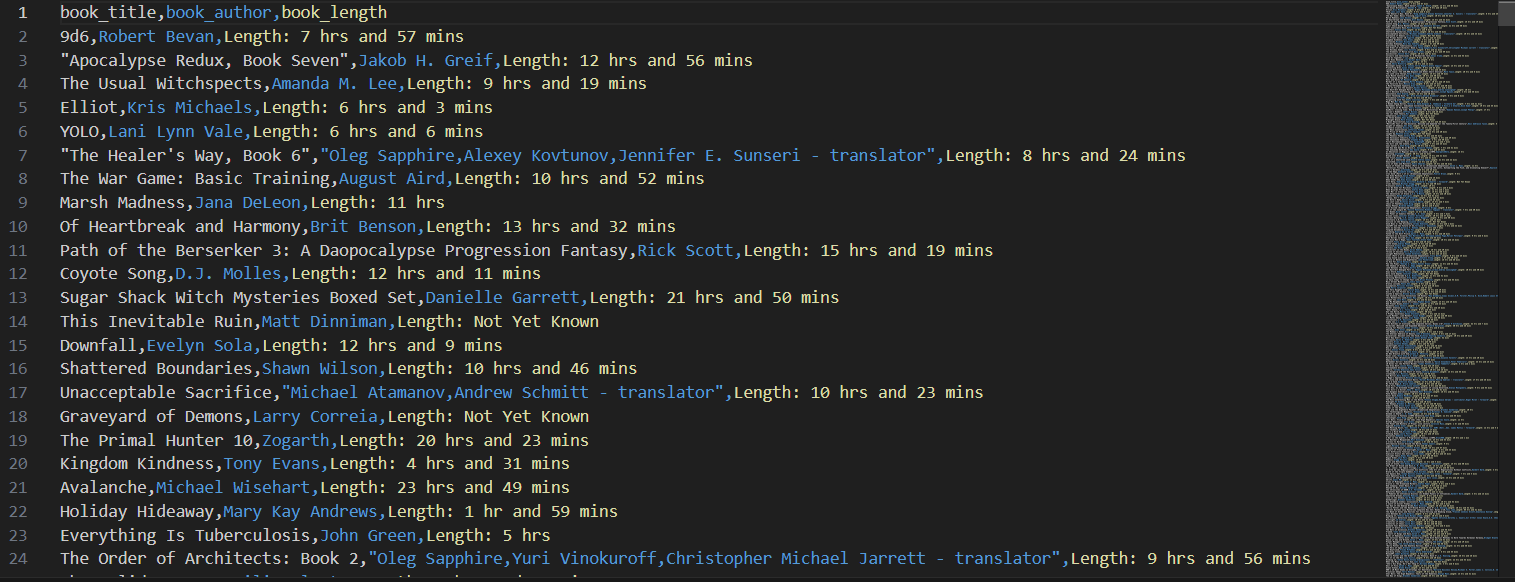 1 book_title,book_author,book_length
2 9d6,Robert Bevan,Length: 7 hrs and 57 mins
3 "Apocalypse Redux, Book Seven",Jakob H. Greif,Length: 12 hrs and 56 mins
4 The Usual Witchspects,Amanda M. Lee,Length: 9 hrs and 19 mins
5 Elliot,Kris Michaels,Length: 6 hrs and 3 mins
6 YOLO,Lani Lynn Vale,Length: 6 hrs and 6 mins
7 "The Healer's Way, Book 6","Oleg Sapphire,Alexey Kovtunov,Jennifer E. Sunseri - translator",Length: 8 hrs and 24 mins
8 The War Game: Basic Training,August Aird,Length: 10 hrs and 52 mins
9 Marsh Madness,Jana DeLeon,Length: 11 hrs
10 Of Heartbreak and Harmony,Brit Benson,Length: 13 hrs and 32 mins
11 Path of the Berserker 3: A Daopocalypse Progression Fantasy,Rick Scott,Length: 15 hrs and 19 mins
12 Coyote Song,D.J. Molles,Length: 12 hrs and 11 mins
13 Sugar Shack Witch Mysteries Boxed Set,Danielle Garrett,Length: 21 hrs and 50 mins
14 This Inevitable Ruin,Matt Dinniman,Length: Not Yet Known
15 Downfall,Evelyn Sola,Length: 12 hrs and 9 mins
16 Shattered Boundaries,Shawn Wilson,Length: 10 hrs and 46 mins
17 Unacceptable Sacrifice,"Michael Atamanov,Andrew Schmitt - translator",Length: 10 hrs and 23 mins
18 Graveyard of Demons,Larry Correia,Length: Not Yet Known
19 The Primal Hunter 10,Zogarth,Length: 20 hrs and 23 mins
20 Kingdom Kindness,Tony Evans,Length: 4 hrs and 31 mins
21 Avalanche,Michael Wisehart,Length: 23 hrs and 49 mins
22 Holiday Hideaway,Mary Kay Andrews,Length: 1 hr and 59 mins
23 Everything Is Tuberculosis,John Green,Length: 5 hrs
24 The Order of Architects: Book 2,"Oleg Sapphire,Yuri Vinokuroff,Christopher Michael Jarrett - translator",Length: 9 hrs and 56 mins